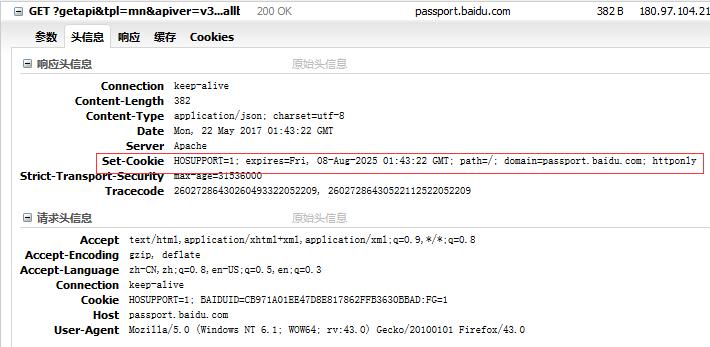 GET ?getapi&tpl=mn&apiver=v3...allb 200 OK passport.baidu.com 382 B 180.97.104.21
参数 头信息 响应 缓存 Cookies
响应头信息 原始头信息
Connection keep-alive
Content-Length 382
Content-Type application/json; charset=utf-8
Date Mon, 22 May 2017 01:43:22 GMT
Server Apache
Set-Cookie HOSUPPORT=1; expires=Fri, 08-Aug-2025 01:43:22 GMT; path=/; domain=passport.baidu.com; httponly
Strict-Transport-Security max-age=31536000
Tracecode 26027286430260493322052209, 26027286430522112522052209
请求头信息 原始头信息
Accept text/html,application/xhtml+xml,application/xml;q=0.9,*/*;q=0.8
Accept-Encoding gzip, deflate
Accept-Language zh-CN,zh;q=0.8,en-US;q=0.5,en;q=0.3
Connection keep-alive
Cookie HOSUPPORT=1; BAIDUID=CB971A01EE47D8E817862FFB3630BBAD:FG=1
Host passport.baidu.com
User-Agent Mozilla/5.0 (Windows NT 6.1; WOW64; rv:43.0) Gecko/20100101 Firefox/43.0